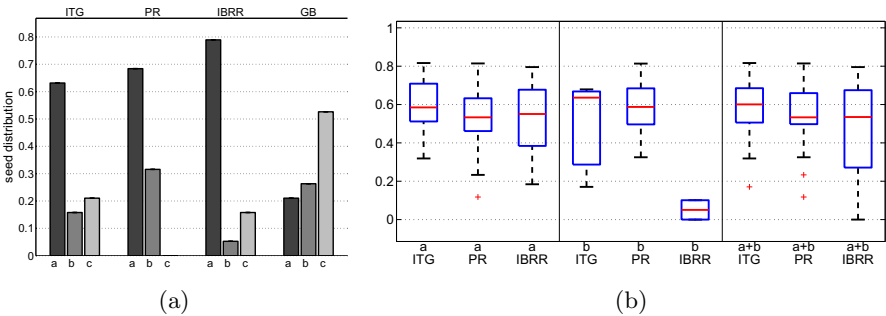 ITG PR IBRR GB
seed distribution
0.8
0.7
0.6
0.5
0.4
0.3
0.2
0.1
0
a b c a b c a b c a b c
(a)
1
0.8
0.6
0.4
0.2
0
a a a b b b a+b a+b a+b
ITG PR IBRR ITG PR IBRR ITG PR IBRR
(b)